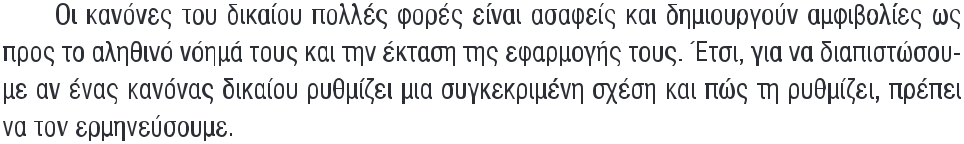 Οι κανόνες του δικαίου πολλές φορές είναι ασαφείς και δημιουργούν αμφιβολίες ως
προς το αληθινό νόημά τους και την έκταση της εφαρμογής τους. Έτσι, για να διαπιστώσου-
με αν ένας κανόνας δικαίου ρυθμίζει μια συγκεκριμένη σχέση και πώς τη ρυθμίζει, πρέπει
να τον ερμηνεύσουμε.